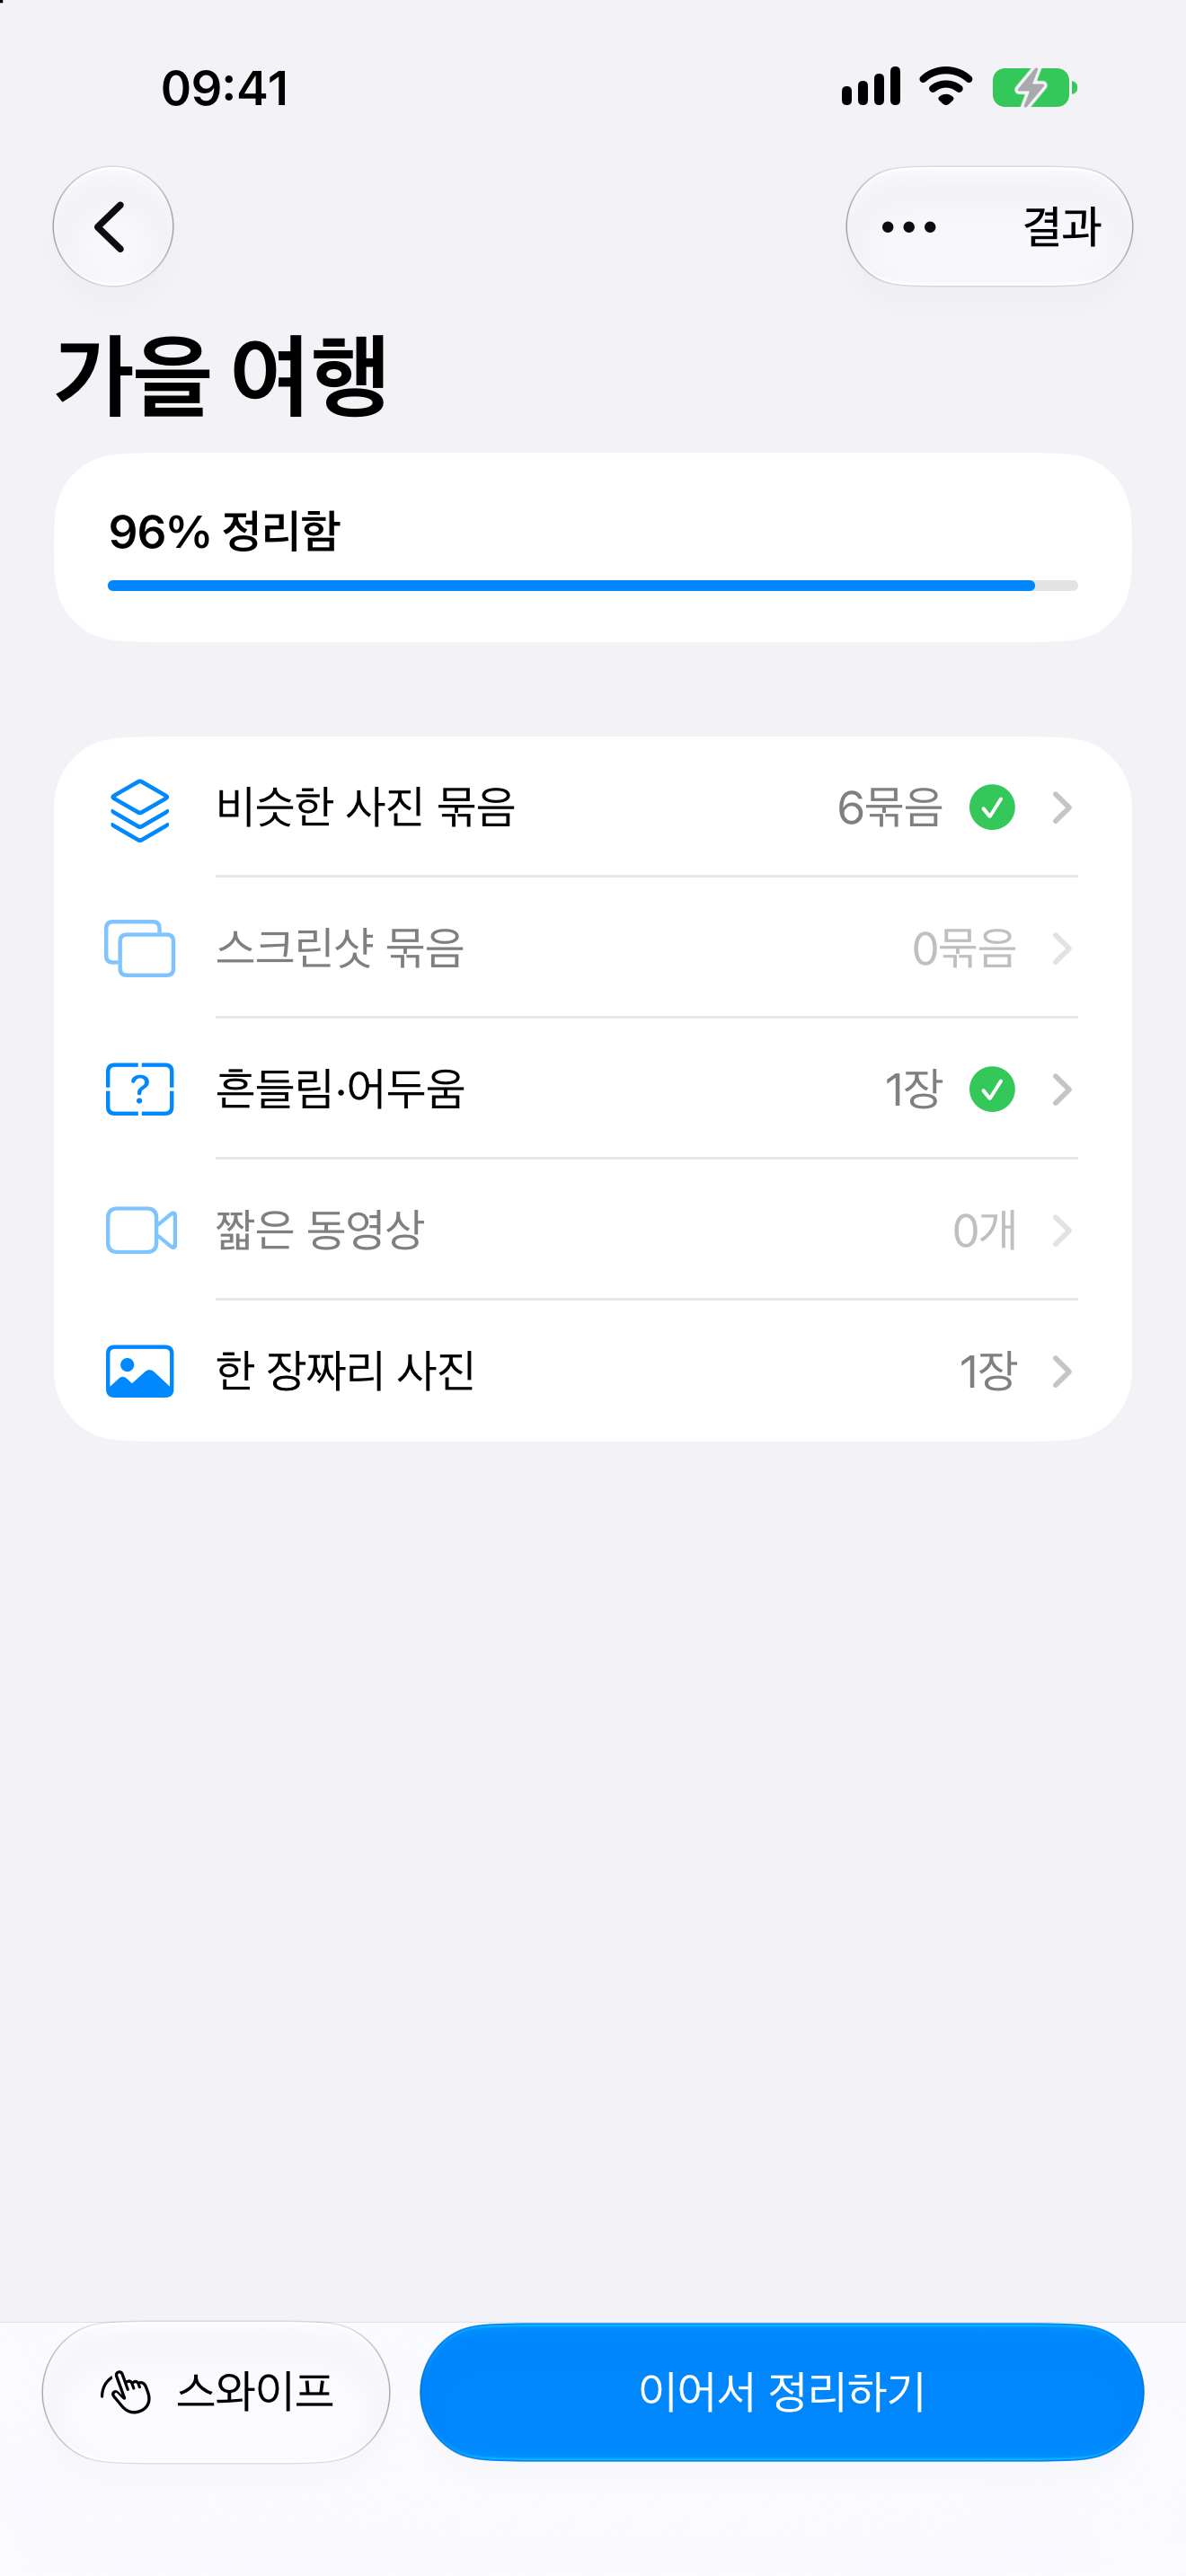 09:41
결과
가을 여행
96% 정리함
비슷한 사진 묶음 6묶음
스크린샷 묶음 0묶음
흔들림·어두움 1장
짧은 동영상 0개
한 장짜리 사진 1장
스와이프 이어서 정리하기